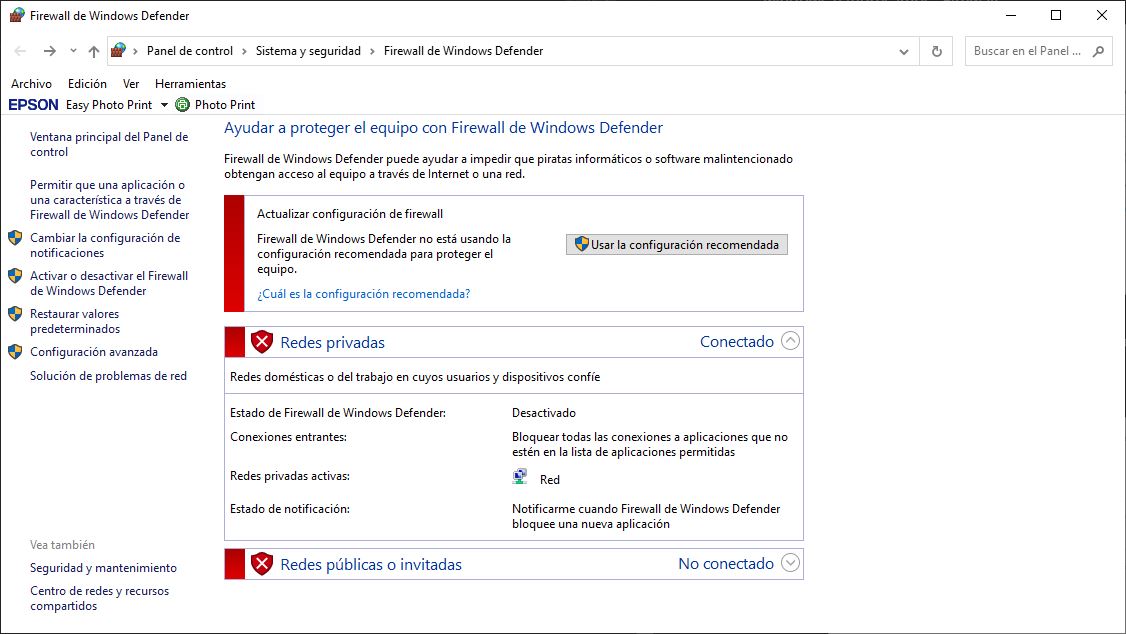 Firewall de Windows Defender
Panel de control > Sistema y seguridad > Firewall de Windows Defender
Buscar en el Panel ...
Archivo Edición Ver Herramientas
EPSON Easy Photo Print Photo Print
Ventana principal del Panel de
control
Permitir que una aplicación o
una característica a través de
Firewall de Windows Defender
Cambiar la configuración de
notificaciones
Activar o desactivar el Firewall
de Windows Defender
Restaurar valores
predeterminados
Configuración avanzada
Solución de problemas de red
Vea también
Seguridad y mantenimiento
Centro de redes y recursos
compartidos
Ayudar a proteger el equipo con Firewall de Windows Defender
Firewall de Windows Defender puede ayudar a impedir que piratas informáticos o software malintencionado
obtengan acceso al equipo a través de Internet o una red.
Actualizar configuración de firewall
Firewall de Windows Defender no está usando la
configuración recomendada para proteger el
equipo.
Usar la configuración recomendada
¿Cuál es la configuración recomendada?
Redes privadas Conectado
Redes domésticas o del trabajo en cuyos usuarios y dispositivos confíe
Estado de Firewall de Windows Defender: Desactivado
Conexiones entrantes: Bloquear todas las conexiones a aplicaciones que no
estén en la lista de aplicaciones permitidas
Redes privadas activas: Red
Estado de notificación: Notificarme cuando Firewall de Windows Defender
bloquee una nueva aplicación
Redes públicas o invitadas No conectado